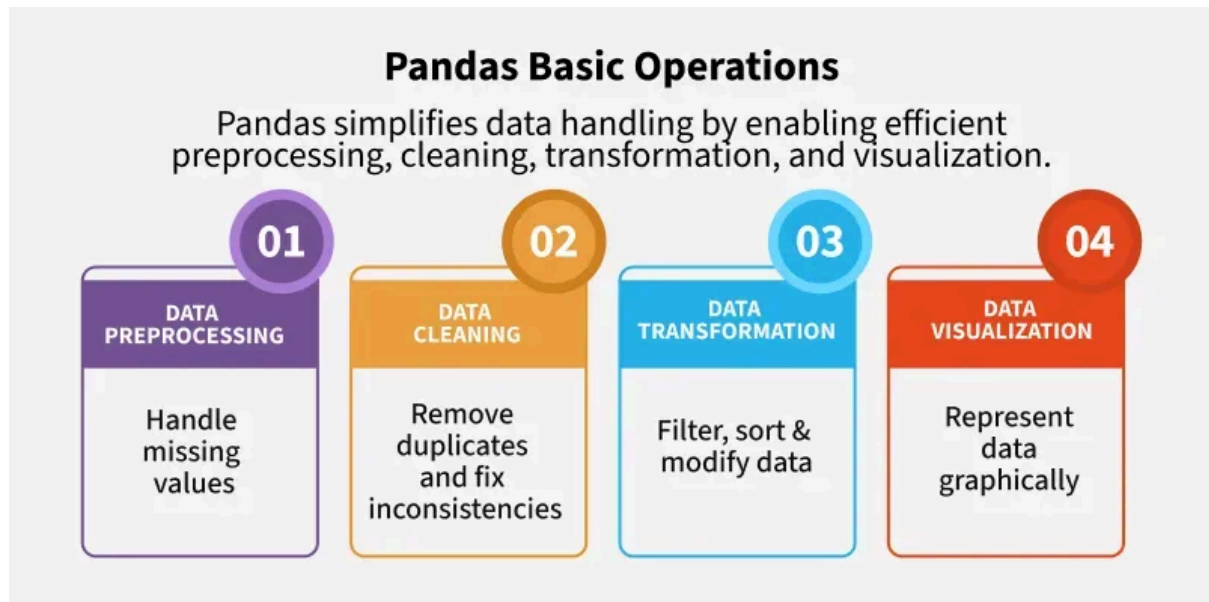 Pandas Basic Operations
Pandas simplifies data handling by enabling efficient
preprocessing, cleaning, transformation, and visualization.
01
DATA
PREPROCESSING
Handle
missing
values
02
DATA
CLEANING
Remove
duplicates
and fix
inconsistencies
03
DATA
TRANSFORMATION
Filter, sort &
modify data
04
DATA
VISUALIZATION
Represent
data
graphically